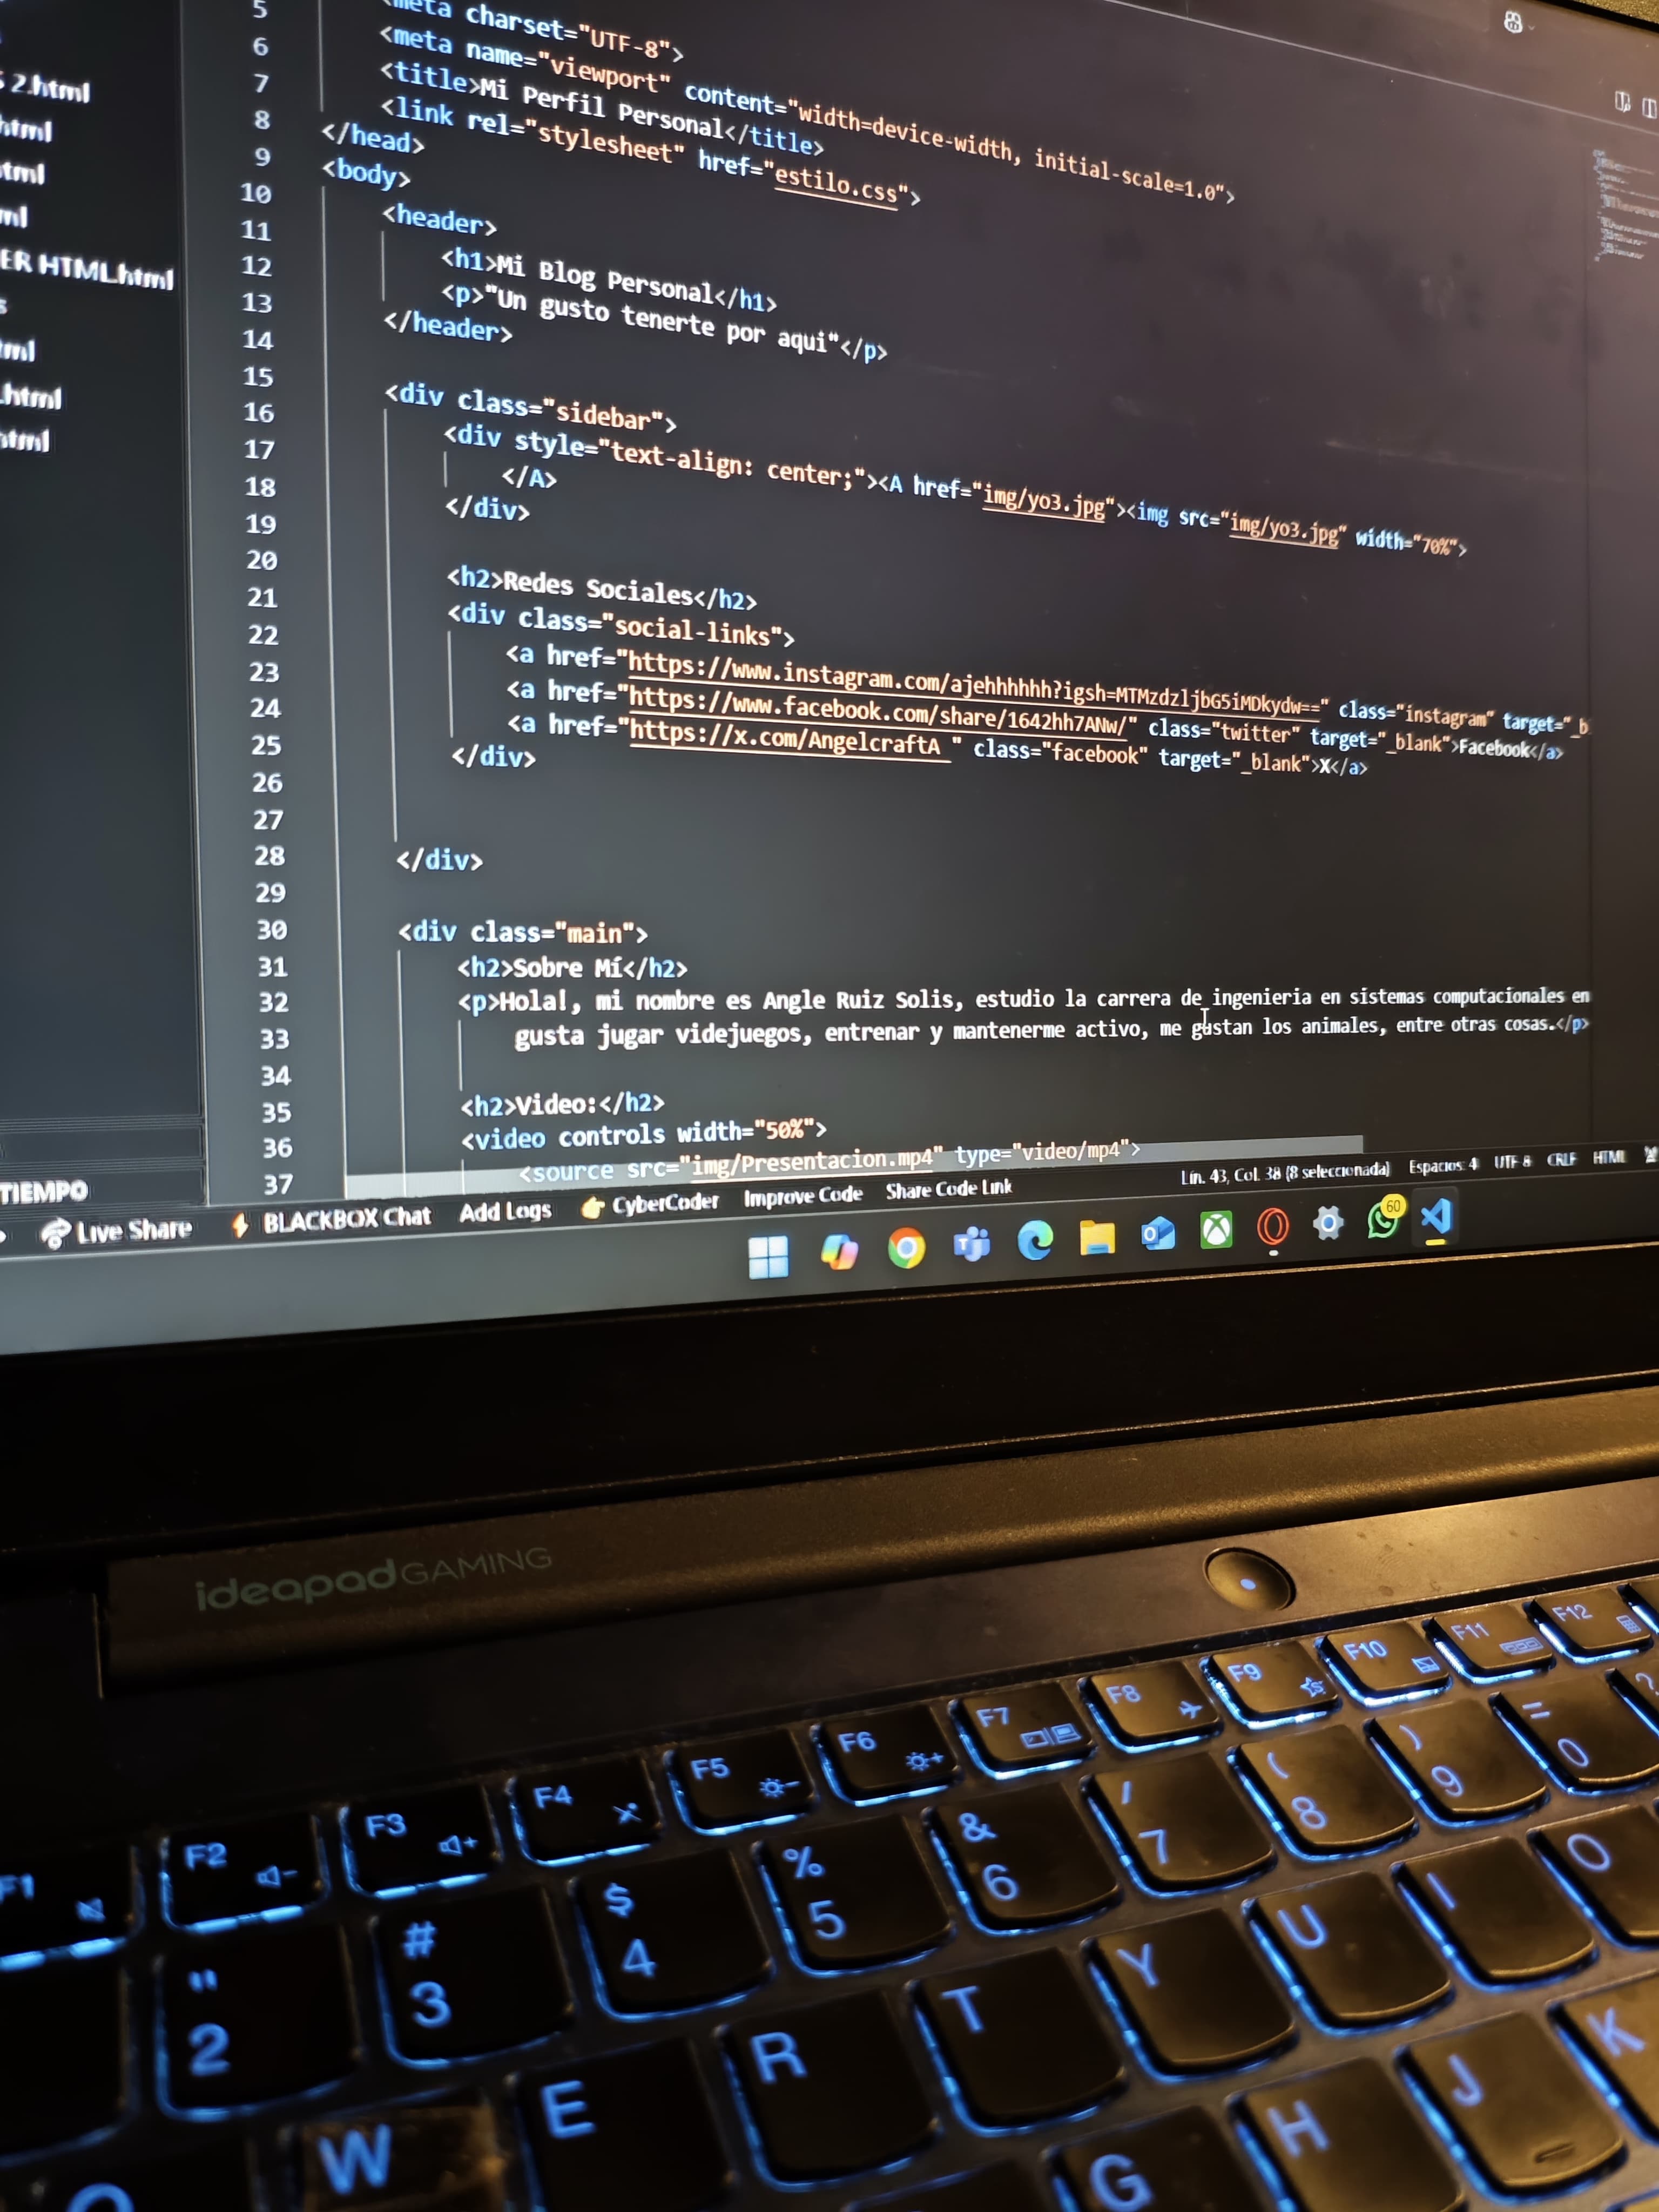 5
6
7
8
9
10
11
12
13
14
15
16
17
18
19
20
21
22
23
24
25
26
27
28
29
30
31
32
33
34
35
36
37
2.html
ER HTML.html
.html
TIEMPO
meta charset="UTF-8">
<meta name="viewport" content="width=device-width, initial-scale=1.0">
<title>Mi Perfil Personal</title>
<link rel="stylesheet" href="estilo.css">
</head>
<body>
<header>
<h1>Mi Blog Personal</h1>
<p>"Un gusto tenerte por aqui"</p>
</header>
<div class="sidebar">
<div style="text-align: center;"><A href="img/yo3.jpg"><img src="img/yo3.jpg" width="70%">
</A>
</div>
<h2>Redes Sociales</h2>
<div class="social-links">
<a href="https://www.instagram.com/ajehhhhhh?igsh=MTMzdzljbG5iMDkydw==" class="instagram" target="_b
<a href="https://www.facebook.com/share/1642hh7ANw/" class="twitter" target="_blank">Facebook</a>
<a href="https://x.com/AngelcraftA " class="facebook" target="_blank">X</a>
</div>
</div>
<div class="main">
<h2>Sobre Mí</h2>
<p>Hola!, mi nombre es Angle Ruiz Solis, estudio la carrera de ingenieria en sistemas computacionales en
gusta jugar videjuegos, entrenar y mantenerme activo, me gustan los animales, entre otras cosas.</p>
<h2>Video:</h2>
<video controls width="50%">
<source src="img/Presentacion.mp4" type="video/mp4">
Lín. 43, Col. 38 (8 seleccionada) Espacios: 4 UTF-8 CRLF HTML
Live Share BLACKBOX Chat Add Logs CyberCoder Improve Code Share Code Link
60
ideapad GAMING
F1 F2 F3 F4 F5 F6 F7 F8 F9 F10 F11 F12
" # $ % & / ( ) = ?
2 3 4 5 6 7 8 9 0
W E R T Y U I O
G H J K